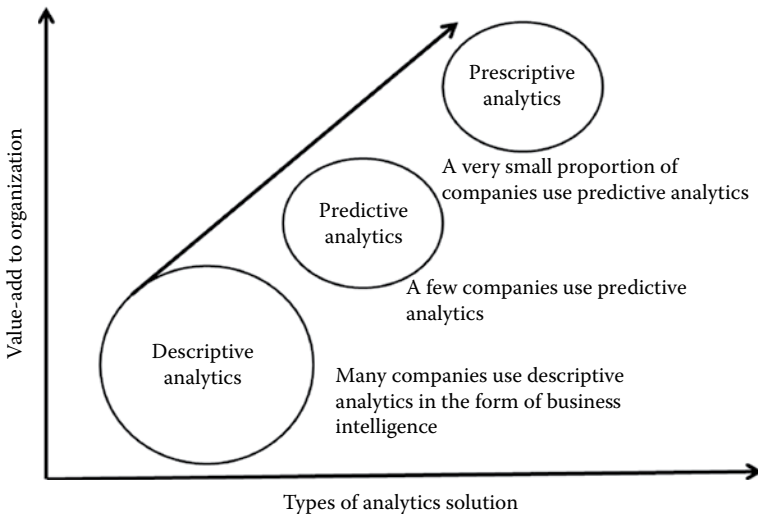 Prescriptive
analytics
A very small proportion of
companies use predictive analytics
Predictive
analytics
A few companies use predictive
analytics
Descriptive
analytics
Many companies use descriptive
analytics in the form of business
intelligence
Value-add to organization
Types of analytics solution